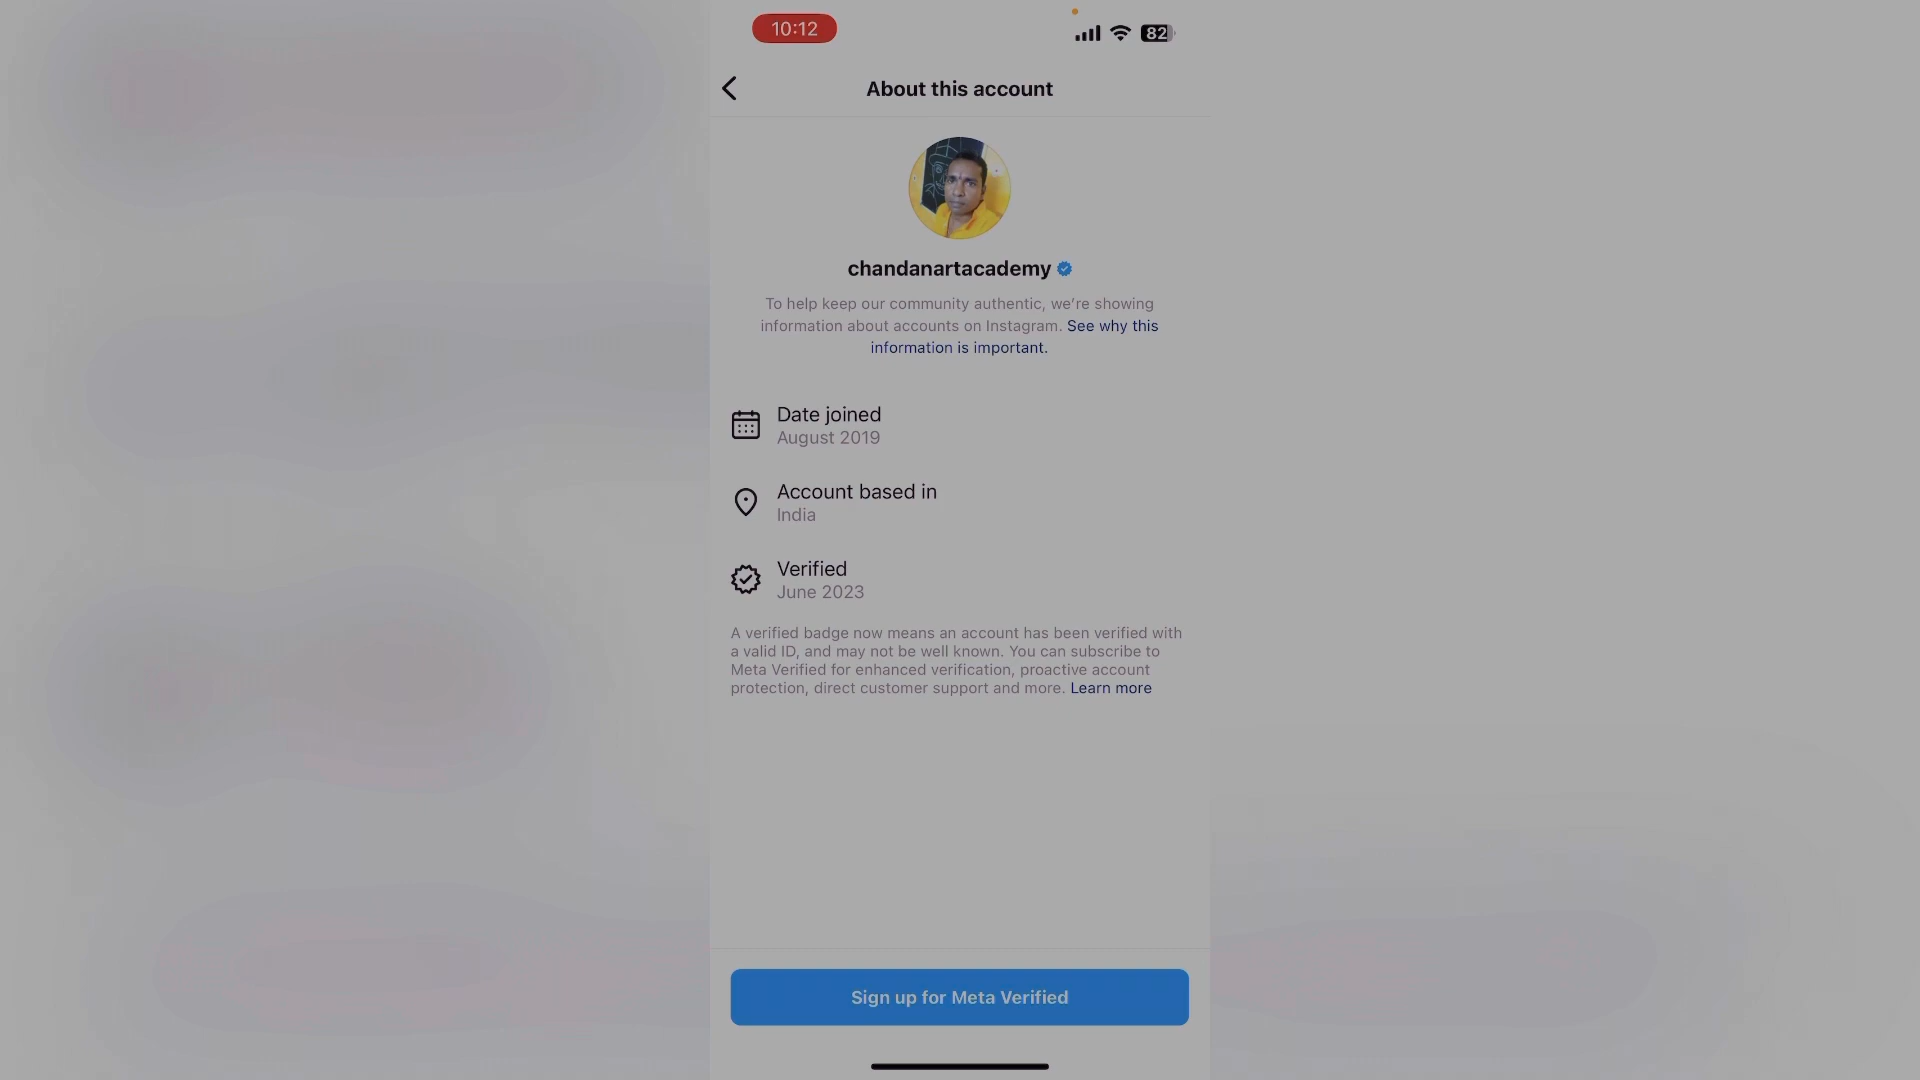 10:12
82
About this account
chandanartacademy
To help keep our community authentic, we're showing
information about accounts on Instagram. See why this
information is important.
Date joined
August 2019
Account based in
India
Verified
June 2023
A verified badge now means an account has been verified with
a valid ID, and may not be well known. You can subscribe to
Meta Verified for enhanced verification, proactive account
protection, direct customer support and more. Learn more
Sign up for Meta Verified